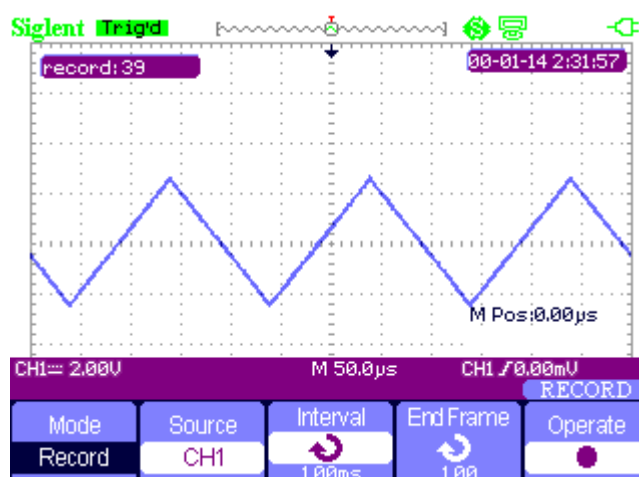 Siglent Trig'd
record:39 00-01-14 2:31:57
M Pos:0.00µs
CH1 2.00V M 50.0µs CH1 0.00mV
RECORD
Mode Source Interval End Frame Operate
Record CH1
1.00ms 100